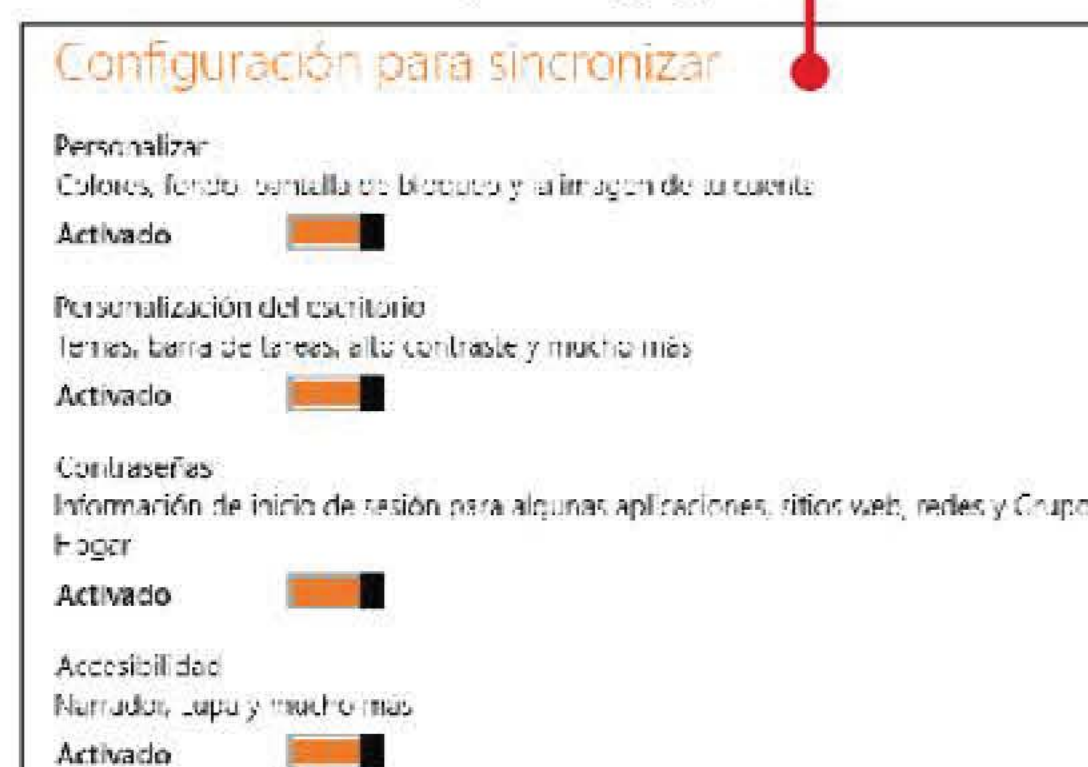 Configuración para sincronizar
Personalizar
Colores, fondo, pantalla de bloqueo y la imagen de tu cuenta
Activado
Personalización del escritorio
Temas, barra de tareas, alto contraste y mucho más
Activado
Contraseñas
Información de inicio de sesión para algunas aplicaciones, sitios web, redes y Grupo
Hogar
Activado
Accesibilidad
Narrador, Lupa y mucho más
Activado